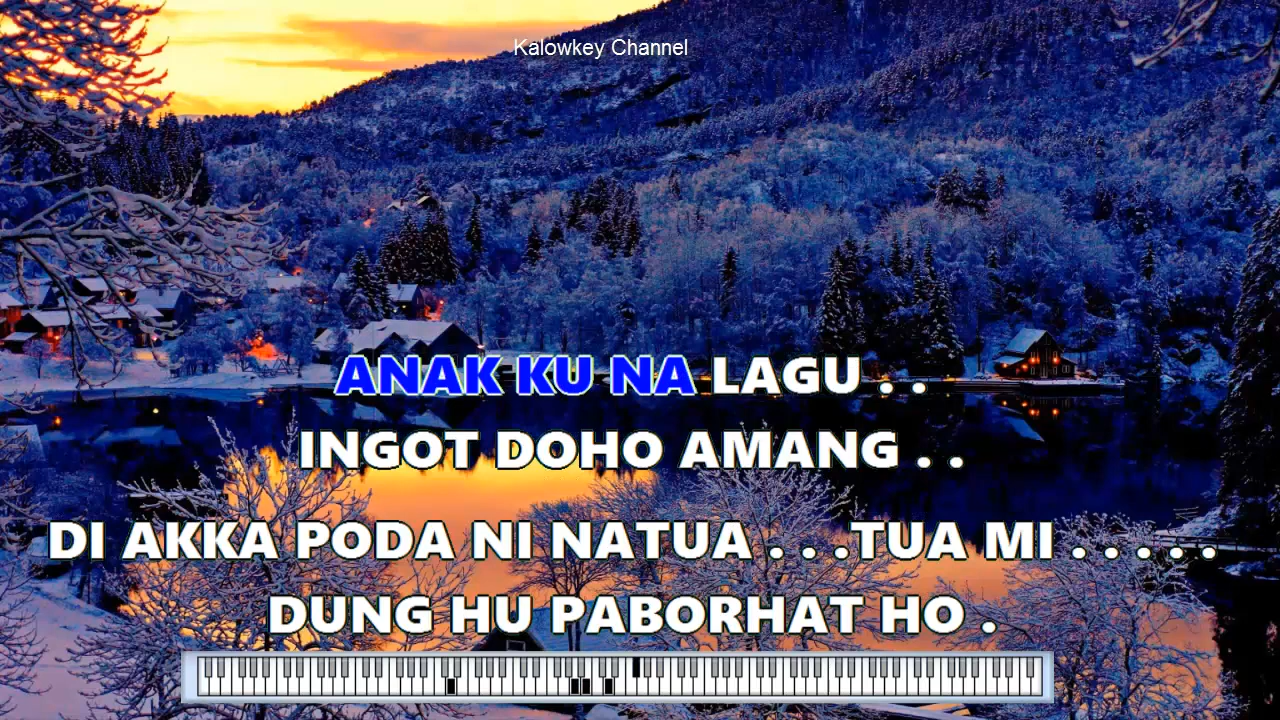 Kalowkey Channel
ANAK KU NA LAGU . .
INGOT DOHO AMANG . .
DI AKKA PODA NI NATUA . . .TUA MI . . . . .
DUNG HU PABORHAT HO .